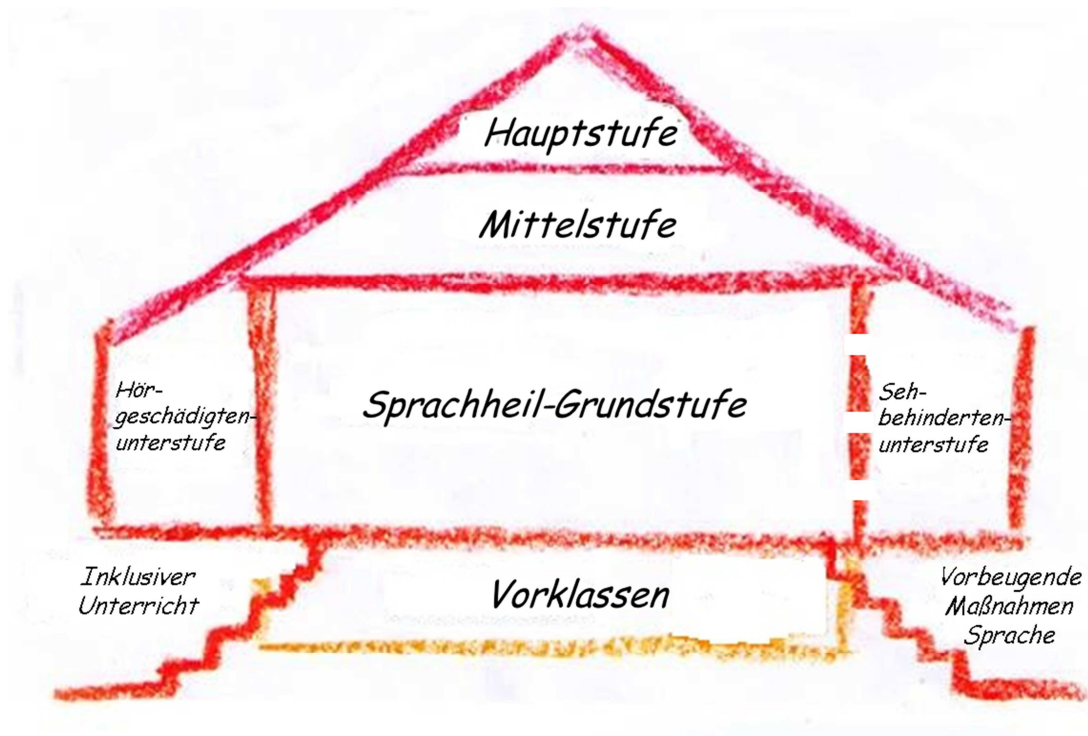 Hauptstufe
Mittelstufe
Hör-
geschädigten-
unterstufe
Sprachheil-Grundstufe
Seh-
behinderten-
unterstufe
Inklusiver
Unterricht
Vorklassen
Vorbeugende
Maßnahmen
Sprache